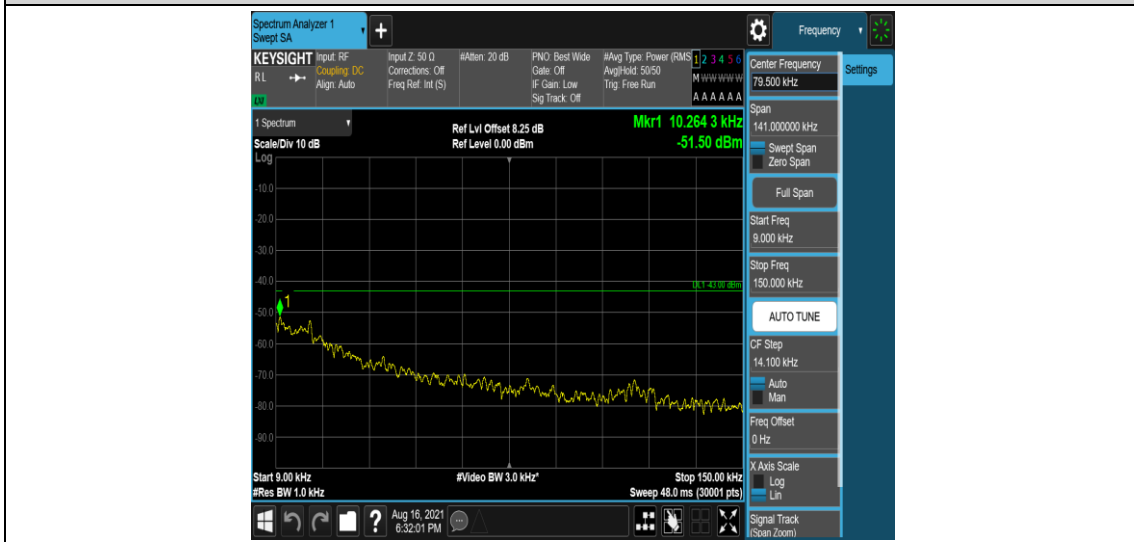 Spectrum Analyzer 1
Swept SA
Frequency
KEYSIGHT
RL
Input: RF
Coupling: DC
Align: Auto
Input Z: 50 Ω
Corrections: Off
Freq Ref: Int (S)
#Atten: 20 dB
PNO: Best Wide
Gate: Off
IF Gain: Low
Sig Track: Off
#Avg Type: Power (RMS
Avg|Hold: 50/50
Trig: Free Run
1 2 3 4 5 6
M W W W W W
A A A A A A
1 Spectrum
Scale/Div 10 dB
Log
Ref Lvl Offset 8.25 dB
Ref Level 0.00 dBm
Mkr1 10.264 3 kHz
-51.50 dBm
-10.0
-20.0
-30.0
-40.0
DL1 -43.00 dBm
1
-50.0
-60.0
-70.0
-80.0
-90.0
Start 9.00 kHz
#Res BW 1.0 kHz
#Video BW 3.0 kHz*
Stop 150.00 kHz
Sweep 48.0 ms (30001 pts)
Aug 16, 2021
6:32:01 PM
Center Frequency
79.500 kHz
Settings
Span
141.000000 kHz
Swept Span
Zero Span
Full Span
Start Freq
9.000 kHz
Stop Freq
150.000 kHz
AUTO TUNE
CF Step
14.100 kHz
Auto
Man
Freq Offset
0 Hz
X Axis Scale
Log
Lin
Signal Track
(Span Zoom)